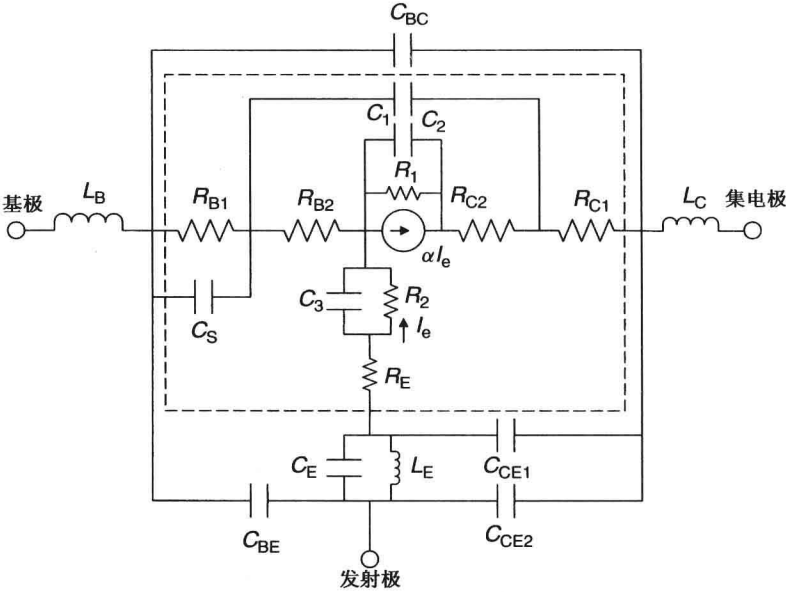 C_BC
C_1 C_2
R_1
基极 L_B R_B1 R_B2 R_C2 R_C1 L_C 集电极
αI_e
C_3 R_2
C_S I_e
R_E
C_E L_E C_CE1
C_BE C_CE2
发射极